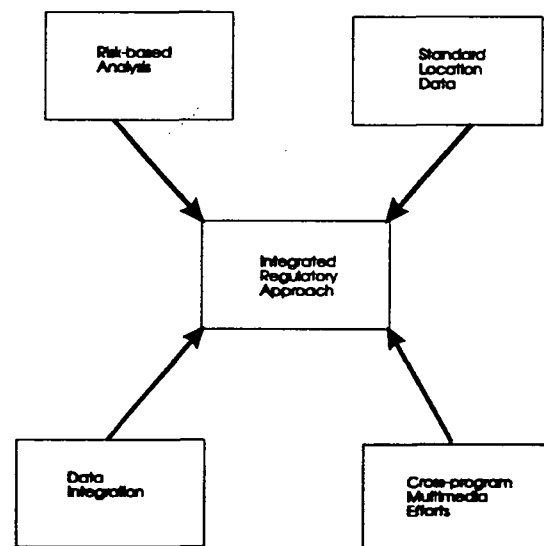 Risk-based
Analysis
Standard
Location
Data
Integrated
Regulatory
Approach
Data
Integration
Cross-program
Multimedia
Efforts